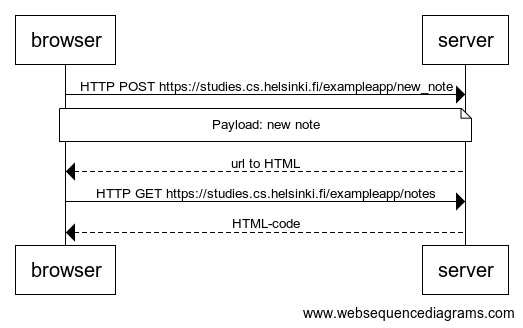 browser server
HTTP POST https://studies.cs.helsinki.fi/exampleapp/new_note
Payload: new note
url to HTML
HTTP GET https://studies.cs.helsinki.fi/exampleapp/notes
HTML-code
browser server
www.websequencediagrams.com